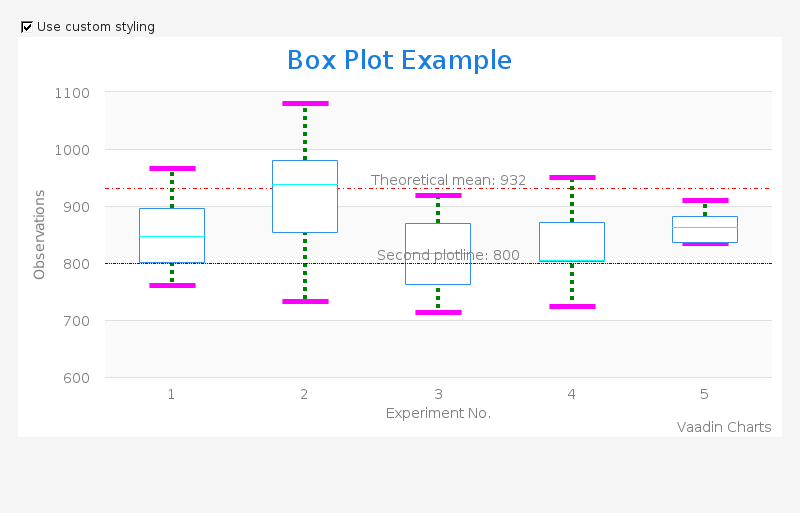 Use custom styling
Box Plot Example
1100
1000
900
800
700
600
Observations
Theoretical mean: 932
Second plotline: 800
1 2 3 4 5
Experiment No.
Vaadin Charts